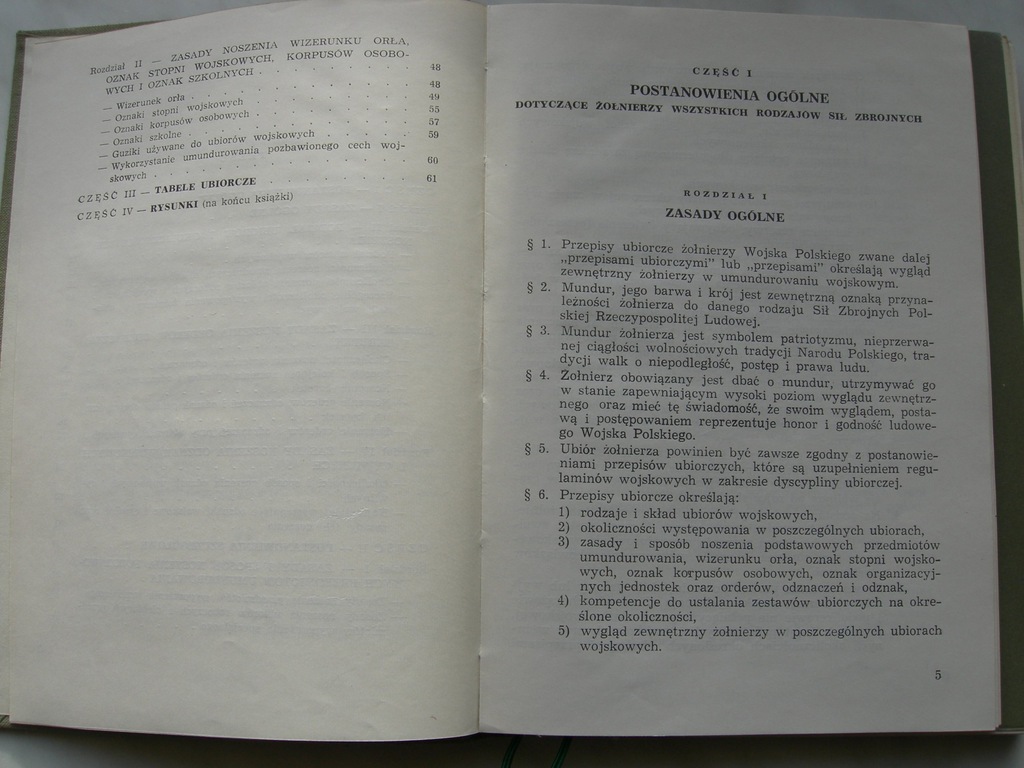 Rozdział II — ZASADY NOSZENIA WIZERUNKU ORŁA,
OZNAK STOPNI WOJSKOWYCH, KORPUSÓW OSOBO-
WYCH I OZNAK SZKOLNYCH . . . . . . . . 48
— Wizerunek orła . . . . . . . . . . 48
— Oznaki stopni wojskowych . . . . . . . 49
— Oznaki korpusów osobowych . . . . . . . 55
— Oznaki szkolne . . . . . . . . . . 57
— Guziki używane do ubiorów wojskowych . . . . . 59
— Wykorzystanie umundurowania pozbawionego cech woj-
skowych . . . . . . . . . . . . 60
CZĘŚĆ III — TABELE UBIORCZE . . . . . . . . 61
CZĘŚĆ IV — RYSUNKI (na końcu książki)
CZĘŚĆ I
POSTANOWIENIA OGÓLNE
DOTYCZĄCE ŻOŁNIERZY WSZYSTKICH RODZAJÓW SIŁ ZBROJNYCH
ROZDZIAŁ I
ZASADY OGÓLNE
§ 1. Przepisy ubiorcze żołnierzy Wojska Polskiego zwane dalej
„przepisami ubiorczymi” lub „przepisami” określają wygląd
zewnętrzny żołnierzy w umundurowaniu wojskowym.
§ 2. Mundur, jego barwa i krój jest zewnętrzną oznaką przyna-
leżności żołnierza do danego rodzaju Sił Zbrojnych Pol-
skiej Rzeczypospolitej Ludowej.
§ 3. Mundur żołnierza jest symbolem patriotyzmu, nieprzerwa-
nej ciągłości wolnościowych tradycji Narodu Polskiego, tra-
dycji walk o niepodległość, postęp i prawa ludu.
§ 4. Żołnierz obowiązany jest dbać o mundur, utrzymywać go
w stanie zapewniającym wysoki poziom wyglądu zewnętrz-
nego oraz mieć tę świadomość, że swoim wyglądem, posta-
wą i postępowaniem reprezentuje honor i godność ludowe-
go Wojska Polskiego.
§ 5. Ubiór żołnierza powinien być zawsze zgodny z postanowie-
niami przepisów ubiorczych, które są uzupełnieniem regu-
laminów wojskowych w zakresie dyscypliny ubiorczej.
§ 6. Przepisy ubiorcze określają:
1) rodzaje i skład ubiorów wojskowych,
2) okoliczności występowania w poszczególnych ubiorach,
3) zasady i sposób noszenia podstawowych przedmiotów
umundurowania, wizerunku orła, oznak stopni wojsko-
wych, oznak korpusów osobowych, oznak organizacyj-
nych jednostek oraz orderów, odznaczeń i odznak,
4) kompetencje do ustalania zestawów ubiorczych na okre-
ślone okoliczności,
5) wygląd zewnętrzny żołnierzy w poszczególnych ubiorach
wojskowych.
5